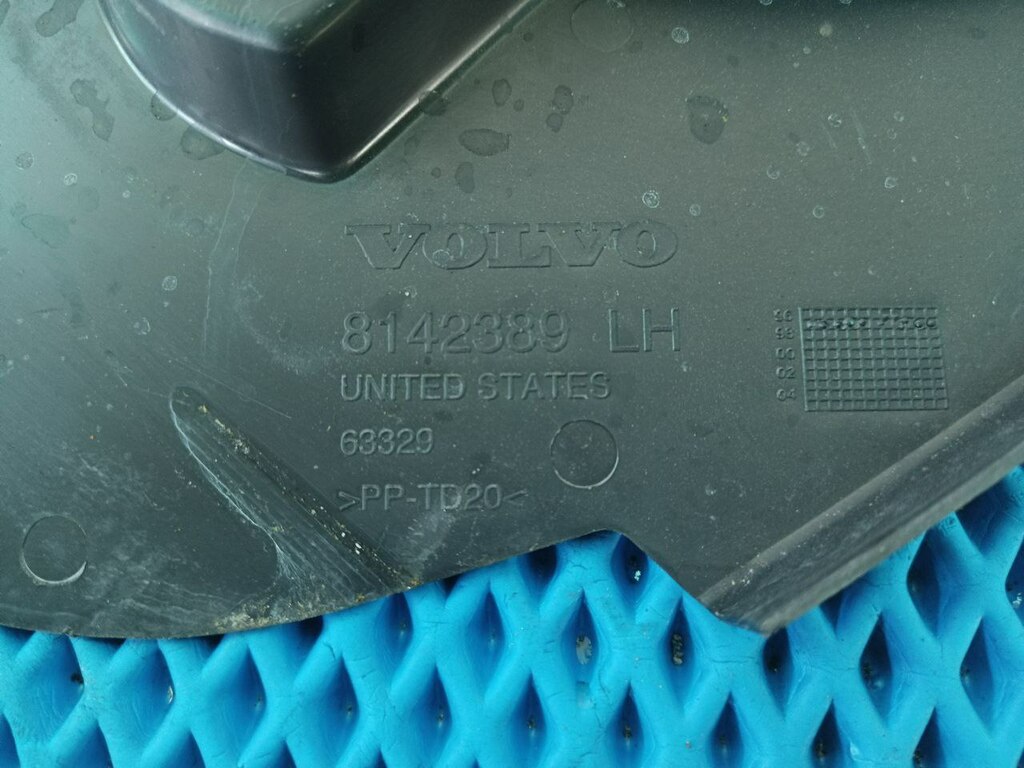 VOLVO
8142389 LH
UNITED STATES
63329
>PP-TD20<